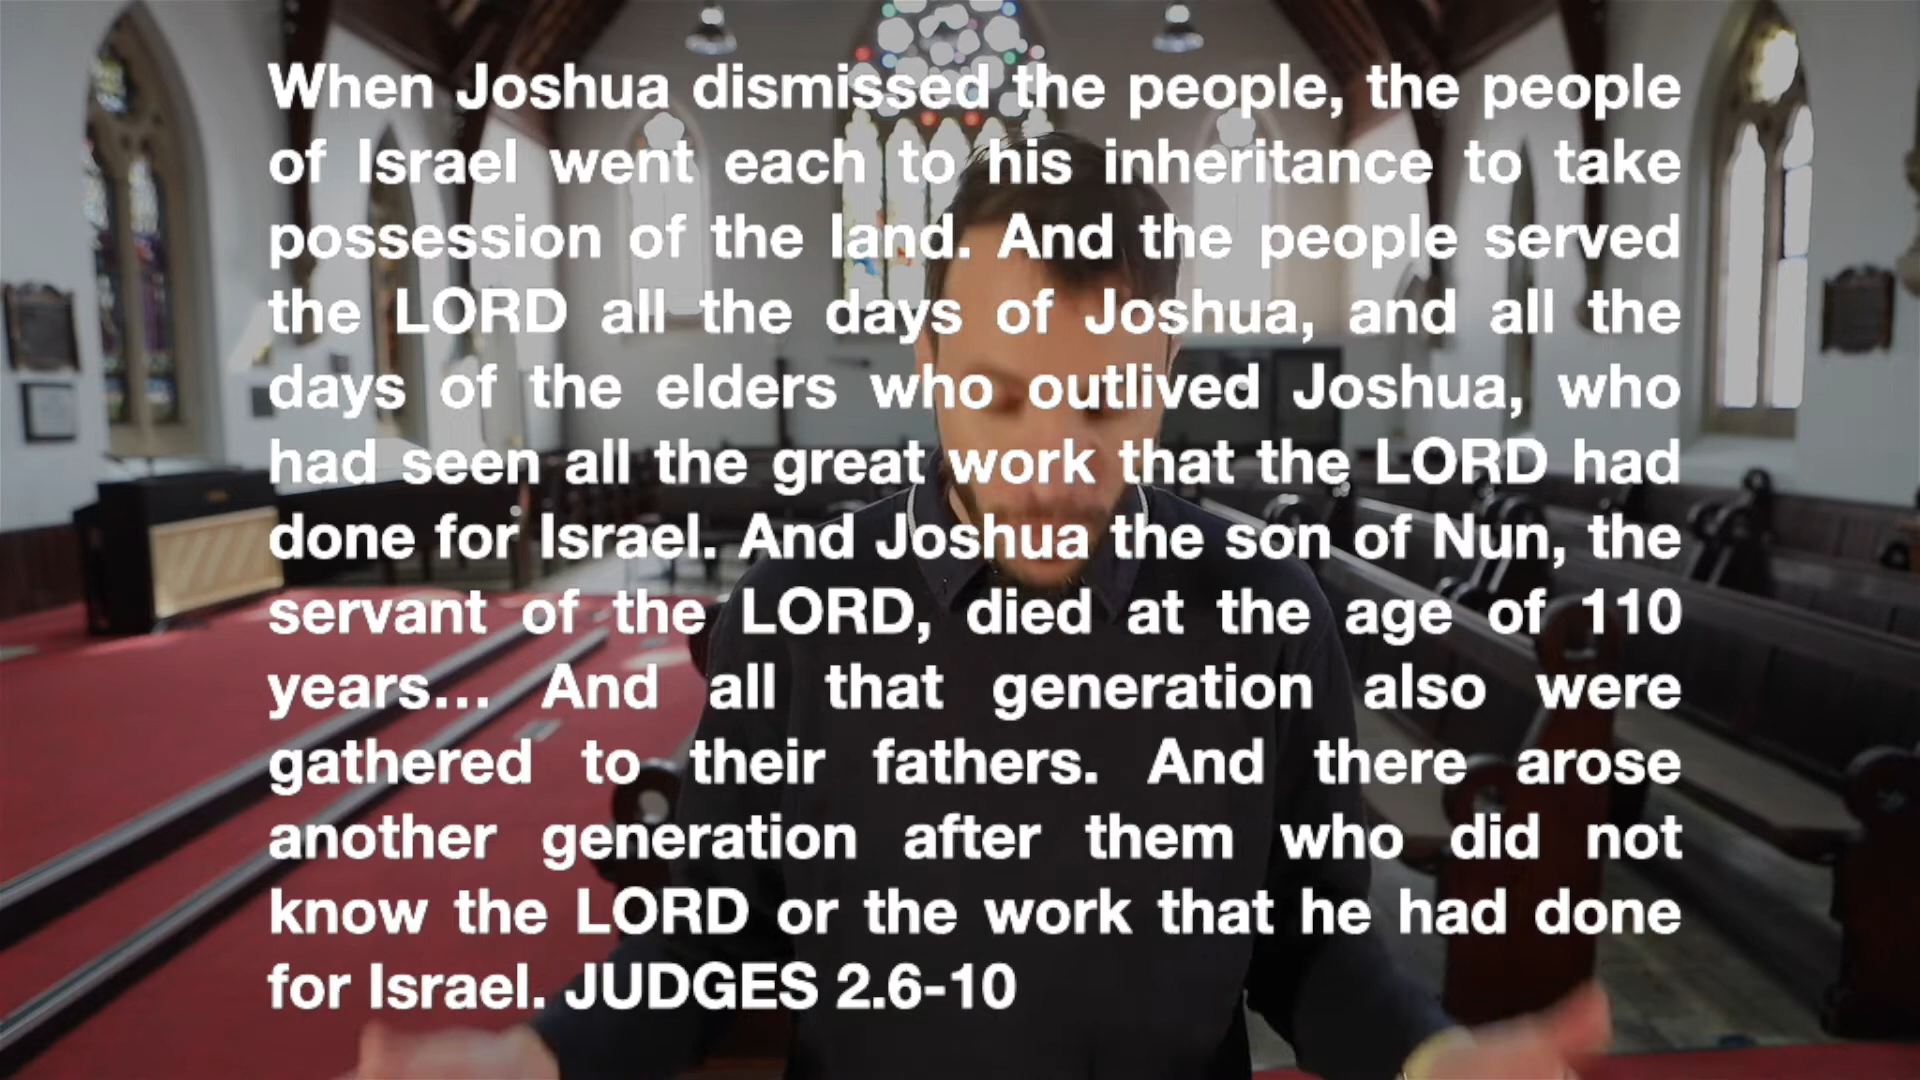 When Joshua dismissed the people, the people
of Israel went each to his inheritance to take
possession of the land. And the people served
the LORD all the days of Joshua, and all the
days of the elders who outlived Joshua, who
had seen all the great work that the LORD had
done for Israel. And Joshua the son of Nun, the
servant of the LORD, died at the age of 110
years... And all that generation also were
gathered to their fathers. And there arose
another generation after them who did not
know the LORD or the work that he had done
for Israel. JUDGES 2.6-10